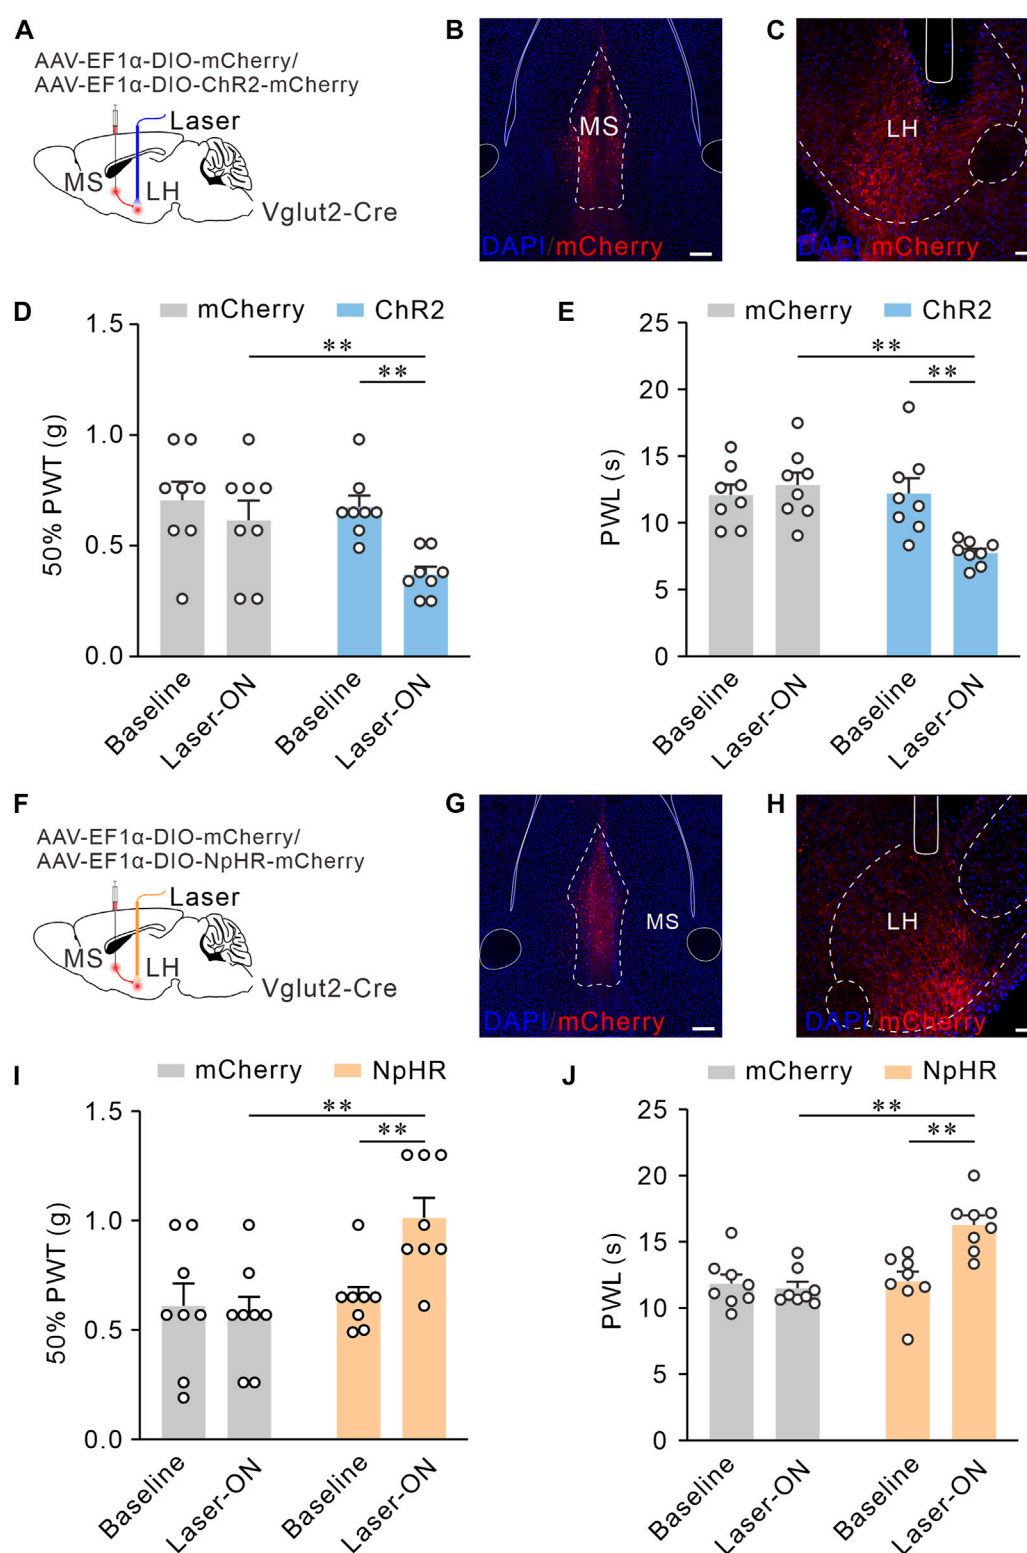 A
AAV-EF1α-DIO-mCherry/
AAV-EF1α-DIO-ChR2-mCherry
Laser
MS
LH
Vglut2-Cre
B
MS
DAPI/mCherry
C
LH
DAPI/mCherry
D
mCherry
ChR2
50% PWT (g)
1.5
1.0
0.5
0.0
**
**
Baseline
Laser-ON
Baseline
Laser-ON
E
mCherry
ChR2
PWL (s)
25
20
15
10
5
0
**
**
Baseline
Laser-ON
Baseline
Laser-ON
F
AAV-EF1α-DIO-mCherry/
AAV-EF1α-DIO-NpHR-mCherry
Laser
MS
LH
Vglut2-Cre
G
MS
DAPI/mCherry
H
LH
DAPI/mCherry
I
mCherry
NpHR
50% PWT (g)
1.5
1.0
0.5
0.0
**
**
Baseline
Laser-ON
Baseline
Laser-ON
J
mCherry
NpHR
PWL (s)
25
20
15
10
5
0
**
**
Baseline
Laser-ON
Baseline
Laser-ON